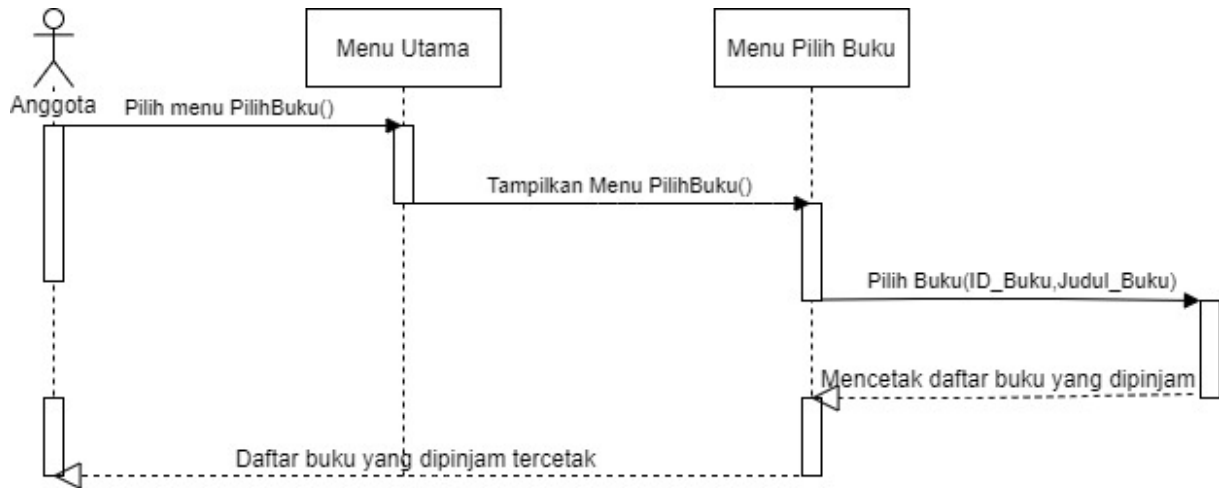 Menu Utama
Menu Pilih Buku
Anggota
Pilih menu PilihBuku()
Tampilkan Menu PilihBuku()
Pilih Buku(ID_Buku,Judul_Buku)
Mencetak daftar buku yang dipinjam
Daftar buku yang dipinjam tercetak